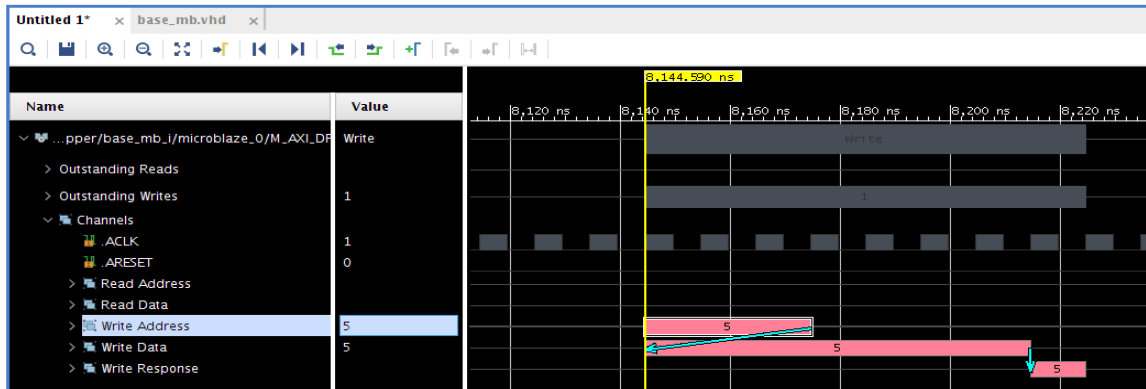 Untitled 1* × base_mb.vhd ×
8,144.590 ns
Name Value
8,120 ns 8,140 ns 8,160 ns 8,180 ns 8,200 ns 8,220 ns
...pper/base_mb_i/microblaze_0/M_AXI_DP Write Write
Outstanding Reads
Outstanding Writes 1 1
Channels
.ACLK 1
.ARESET 0
Read Address
Read Data
Write Address 5 5
Write Data 5 5
Write Response 5